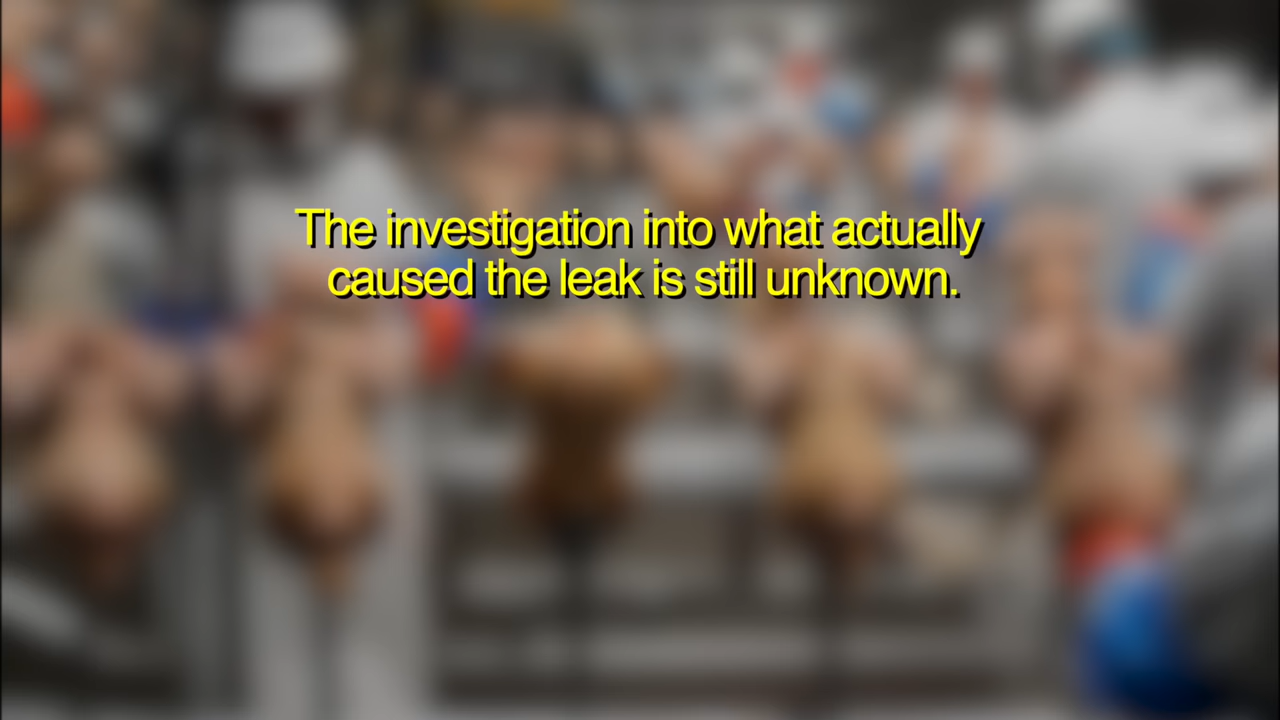 The investigation into what actually
caused the leak is still unknown.